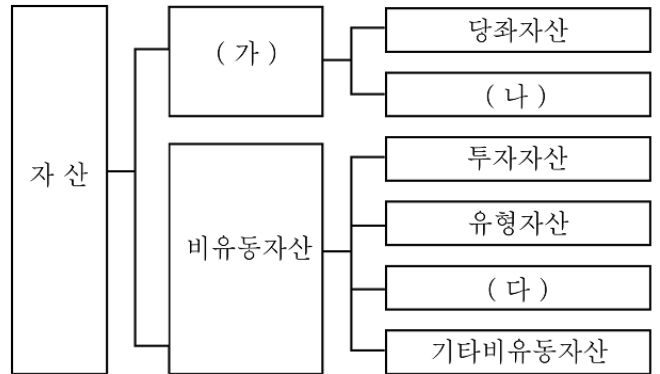 자 산
( 가 )
당좌자산
( 나 )
비유동자산
투자자산
유형자산
( 다 )
기타비유동자산